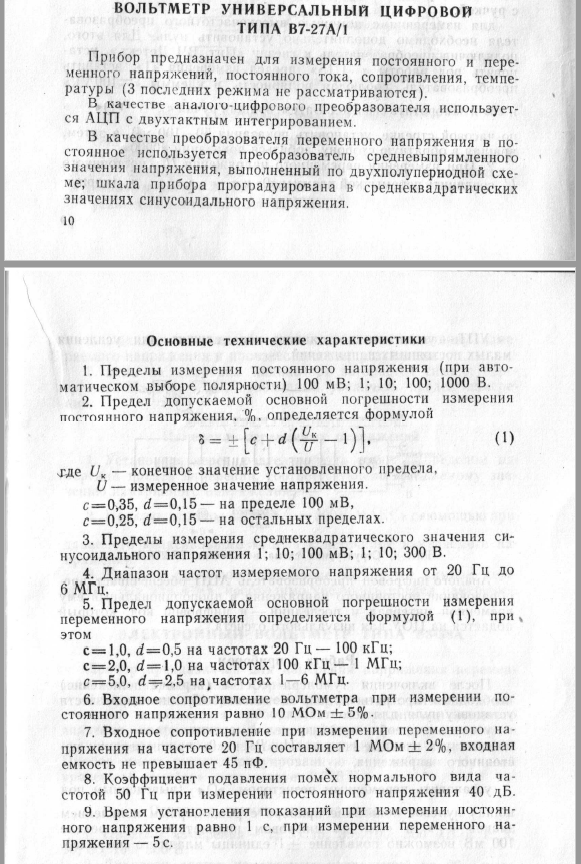 ВОЛЬТМЕТР УНИВЕРСАЛЬНЫЙ ЦИФРОВОЙ
ТИПА В7-27А/1
Прибор предназначен для измерения постоянного и пере-
менного напряжений, постоянного тока, сопротивления, темпе-
ратуры (3 последних режима не рассматриваются).
В качестве аналого-цифрового преобразователя использует-
ся АЦП с двухтактным интегрированием.
В качестве преобразователя переменного напряжения в по-
стоянное используется преобразователь средневыпрямленного
значения напряжения, выполненный по двухполупериодной схе-
ме; шкала прибора проградуирована в среднеквадратических
значениях синусоидального напряжения.
10
Основные технические характеристики
1. Пределы измерения постоянного напряжения (при авто-
матическом выборе полярности) 100 мВ; 1; 10; 100; 1000 В.
2. Предел допускаемой основной погрешности измерения
постоянного напряжения, %, определяется формулой
δ = ± [c + d (Uк/U − 1)], (1)
где Uк — конечное значение установленного предела,
U — измеренное значение напряжения.
c=0,35, d=0,15 — на пределе 100 мВ,
c=0,25, d=0,15 — на остальных пределах.
3. Пределы измерения среднеквадратического значения си-
нусоидального напряжения 1; 10; 100 мВ; 1; 10; 300 В.
4. Диапазон частот измеряемого напряжения от 20 Гц до
6 МГц.
5. Предел допускаемой основной погрешности измерения
переменного напряжения определяется формулой (1), при
этом
c=1,0, d=0,5 на частотах 20 Гц — 100 кГц;
c=2,0, d=1,0 на частотах 100 кГц — 1 МГц;
c=5,0, d=2,5 на частотах 1—6 МГц.
6. Входное сопротивление вольтметра при измерении по-
стоянного напряжения равно 10 МОм ± 5%.
7. Входное сопротивление при измерении переменного на-
пряжения на частоте 20 Гц составляет 1 МОм ± 2%, входная
емкость не превышает 45 пФ.
8. Коэффициент подавления помех нормального вида ча-
стотой 50 Гц при измерении постоянного напряжения 40 дБ.
9. Время установления показаний при измерении постоян-
ного напряжения равно 1 с, при измерении переменного на-
пряжения — 5 с.